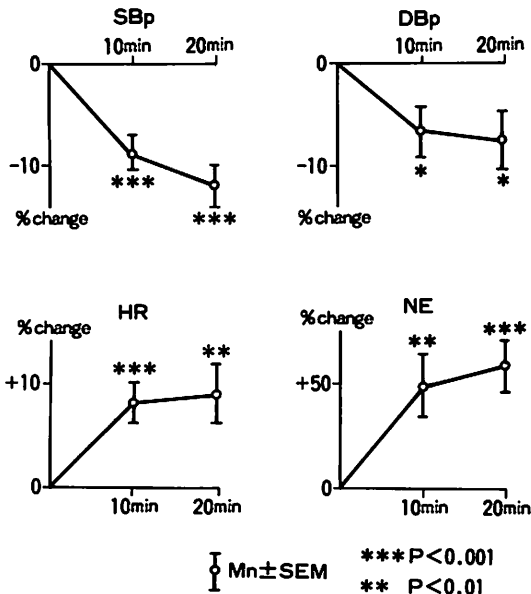 SBp
10min 20min
0
-10
***
***
% change
DBp
10min 20min
0
-10
*
*
% change
HR
% change
+10
0
***
**
10min 20min
NE
% change
+50
0
**
***
10min 20min
Mn±SEM
*** P<0.001
** P<0.01